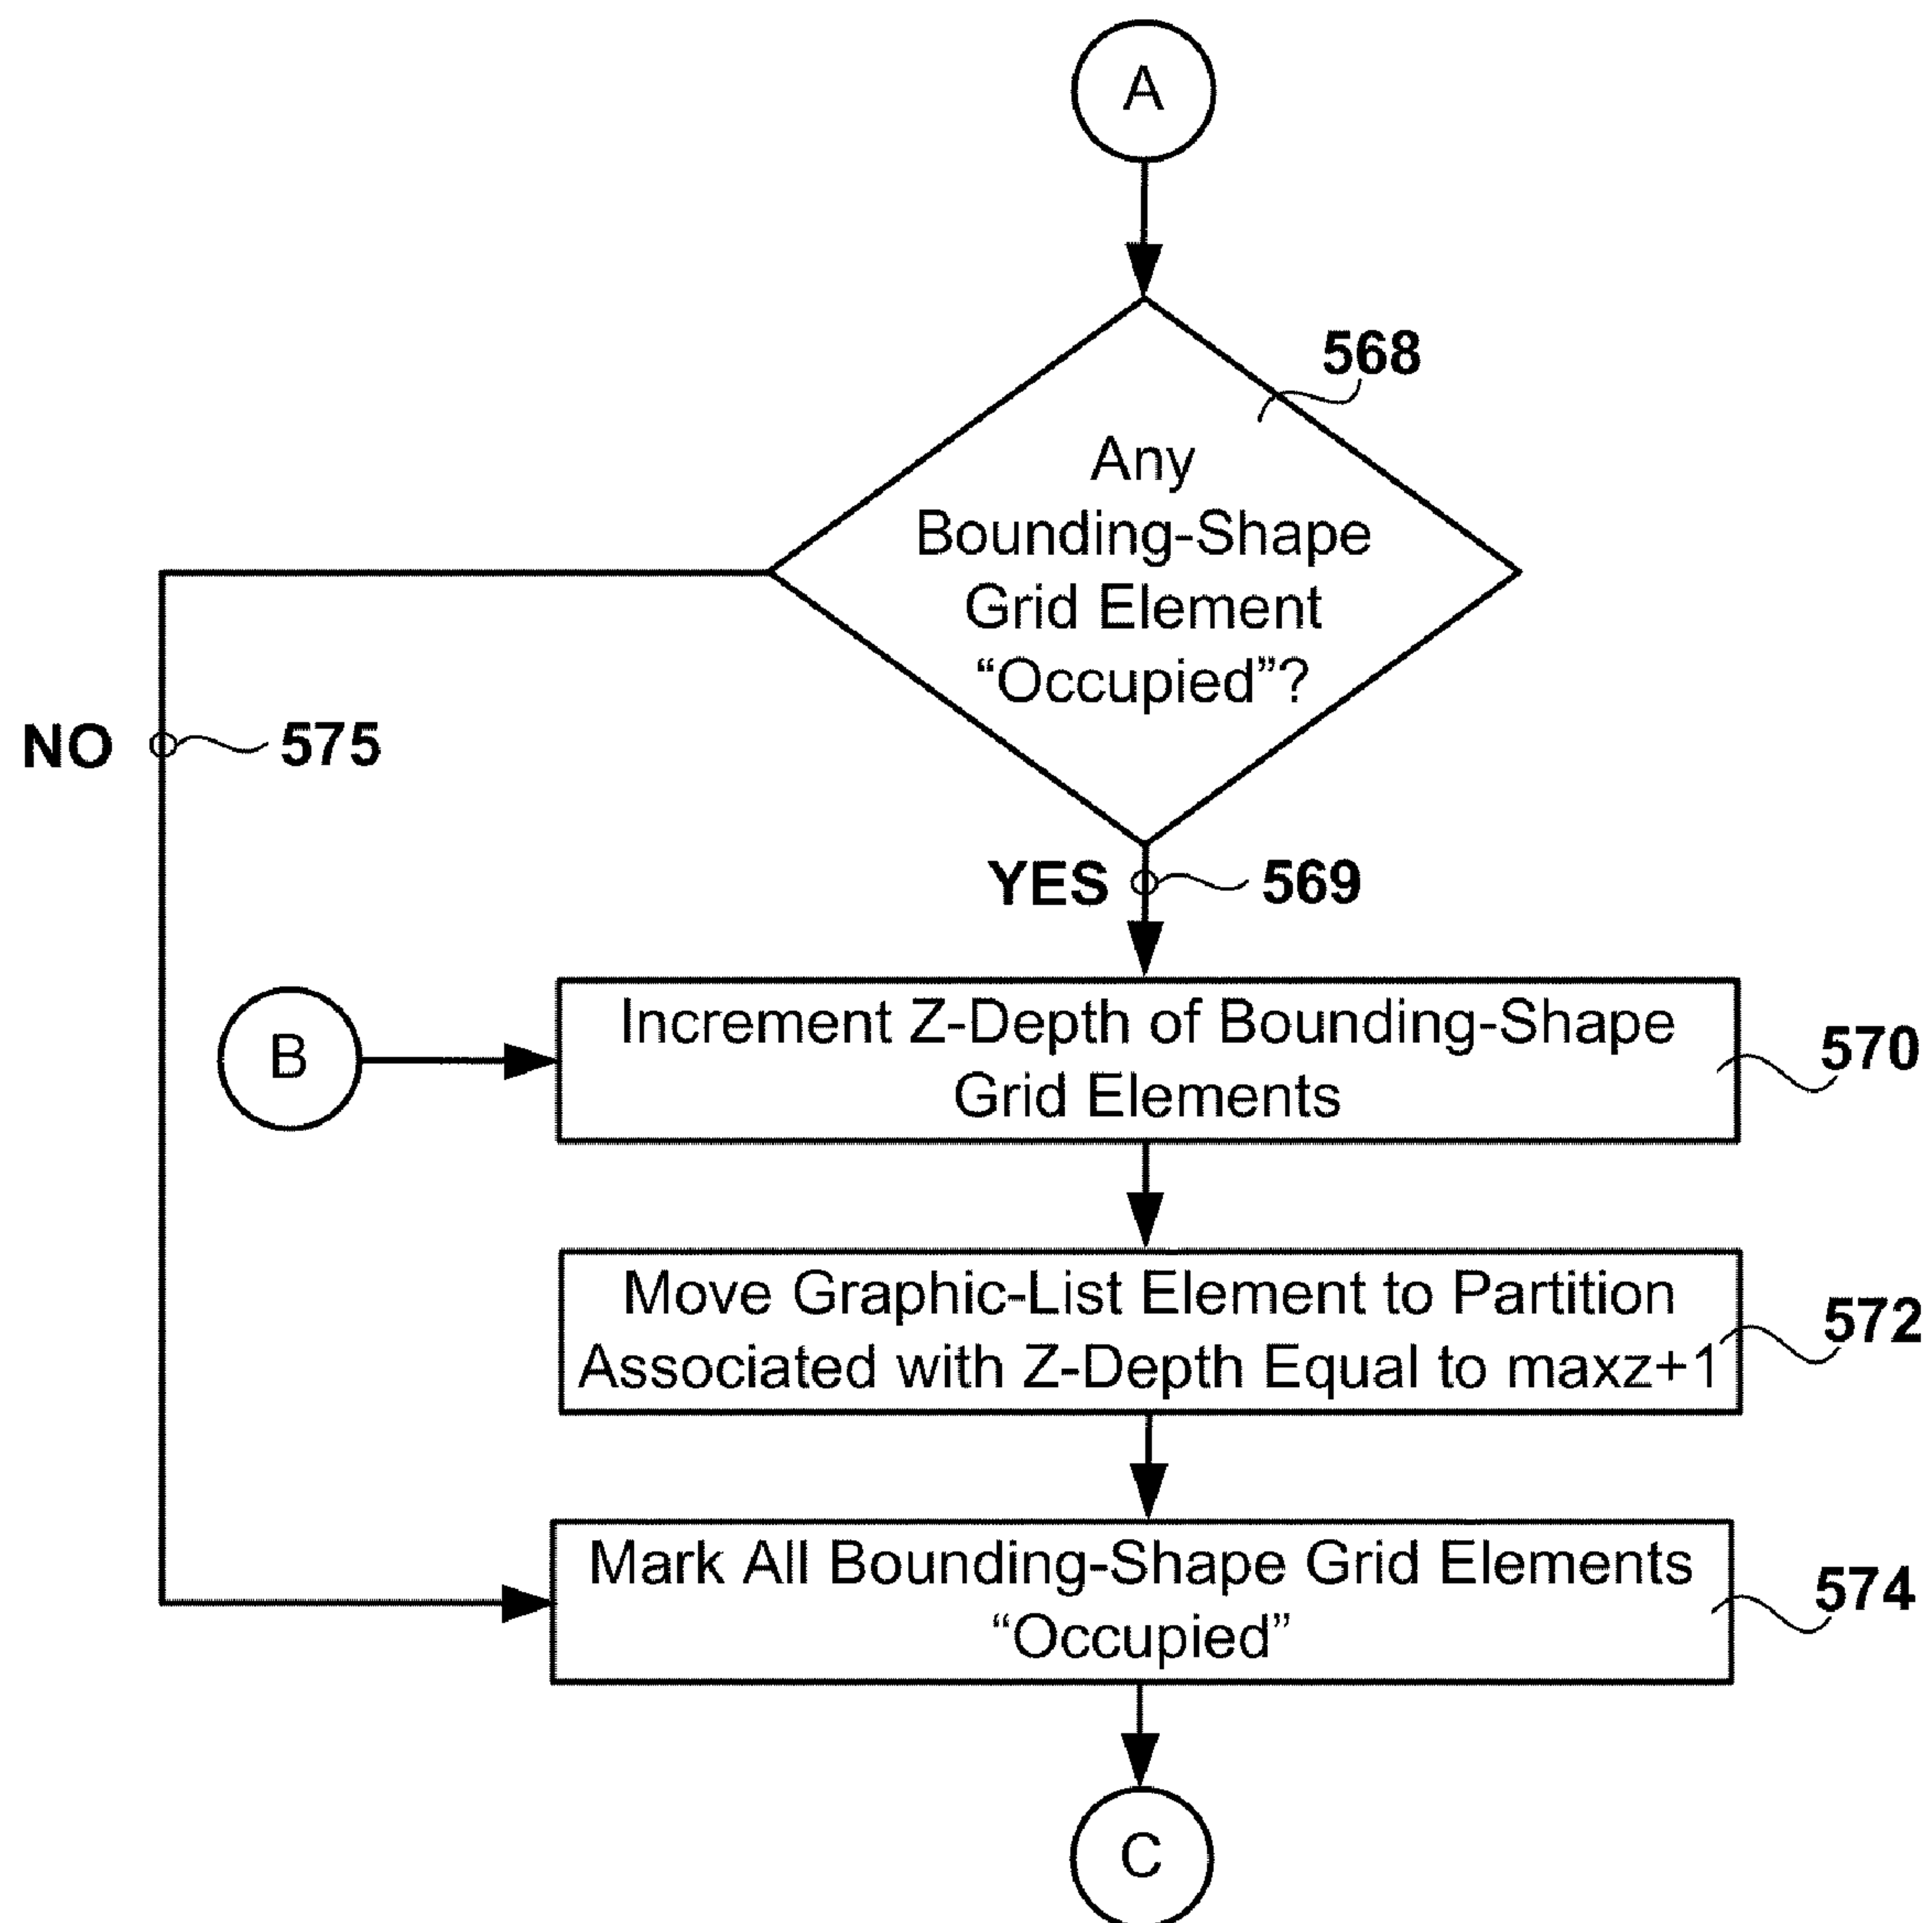 A
568
Any
Bounding-Shape
Grid Element
“Occupied”?
NO
575
YES
569
B
Increment Z-Depth of Bounding-Shape
Grid Elements
570
Move Graphic-List Element to Partition
Associated with Z-Depth Equal to maxz+1
572
Mark All Bounding-Shape Grid Elements
“Occupied”
574
C